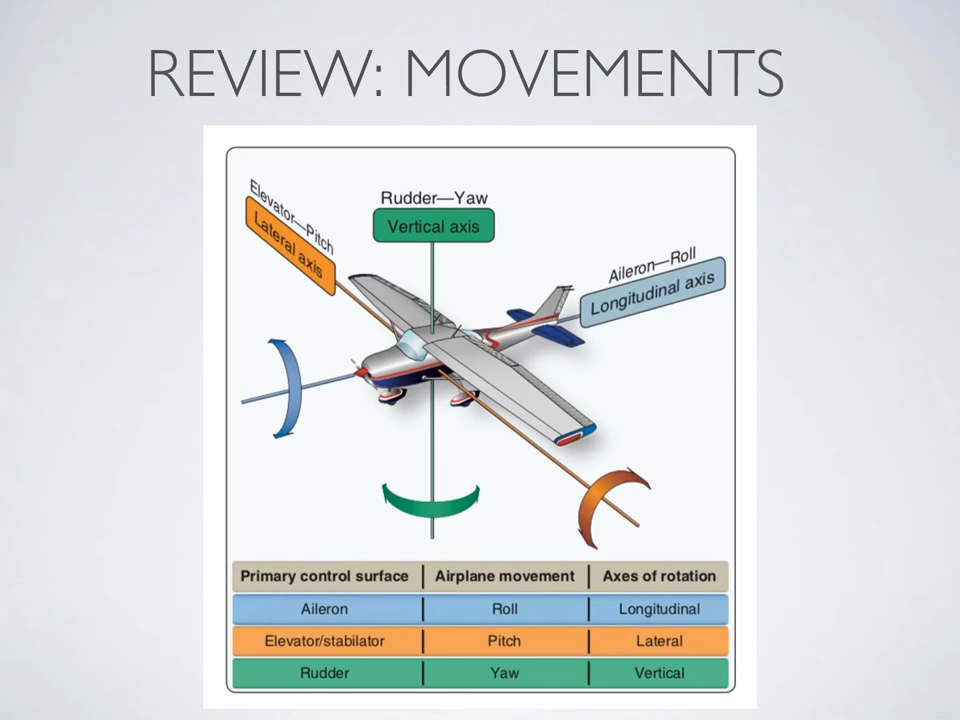 REVIEW: MOVEMENTS
Elevator—Pitch
Lateral axis
Rudder—Yaw
Vertical axis
Aileron—Roll
Longitudinal axis
Primary control surface | Airplane movement | Axes of rotation
Aileron | Roll | Longitudinal
Elevator/stabilator | Pitch | Lateral
Rudder | Yaw | Vertical